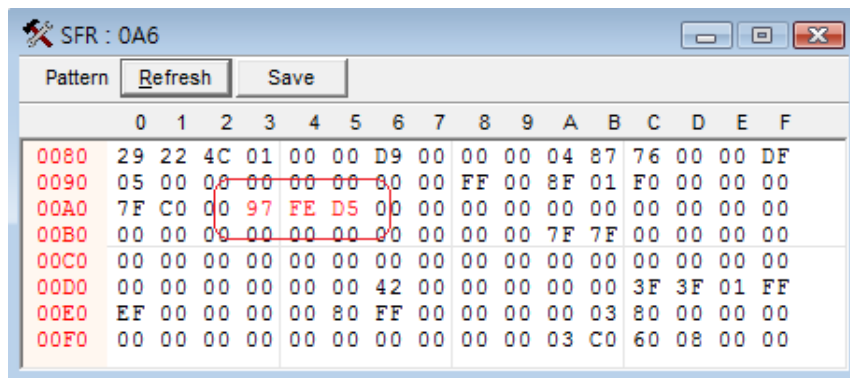 SFR : 0A6
Pattern Refresh Save
0 1 2 3 4 5 6 7 8 9 A B C D E F
0080 29 22 4C 01 00 00 D9 00 00 00 04 87 76 00 00 DF
0090 05 00 00 00 00 00 00 00 FF 00 8F 01 F0 00 00 00
00A0 7F C0 00 97 FE D5 00 00 00 00 00 00 00 00 00 00
00B0 00 00 00 00 00 00 00 00 00 00 7F 7F 00 00 00 00
00C0 00 00 00 00 00 00 00 00 00 00 00 00 00 00 00 00
00D0 00 00 00 00 00 00 42 00 00 00 00 00 3F 3F 01 FF
00E0 EF 00 00 00 00 80 FF 00 00 00 00 03 80 00 00 00
00F0 00 00 00 00 00 00 00 00 00 00 03 C0 60 08 00 00